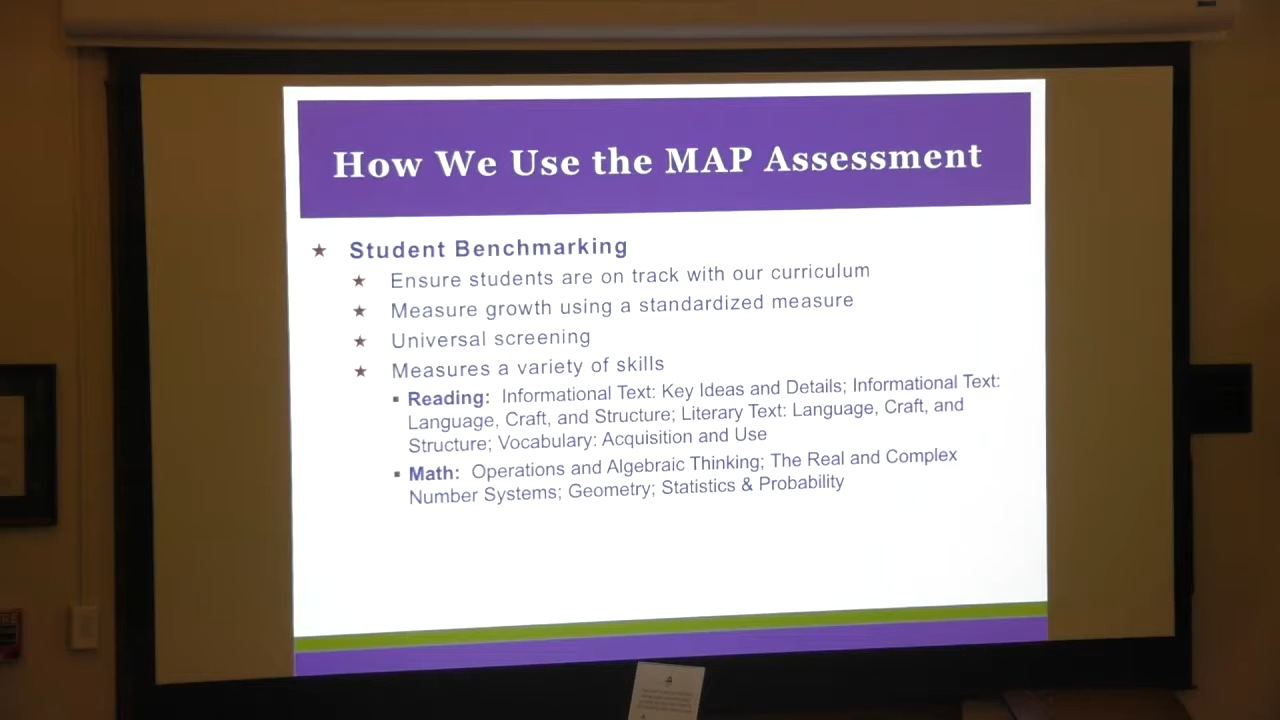 How We Use the MAP Assessment
★ Student Benchmarking
★ Ensure students are on track with our curriculum
★ Measure growth using a standardized measure
★ Universal screening
★ Measures a variety of skills
▪ Reading: Informational Text: Key Ideas and Details; Informational Text:
Language, Craft, and Structure; Literary Text: Language, Craft, and
Structure; Vocabulary: Acquisition and Use
▪ Math: Operations and Algebraic Thinking; The Real and Complex
Number Systems; Geometry; Statistics & Probability